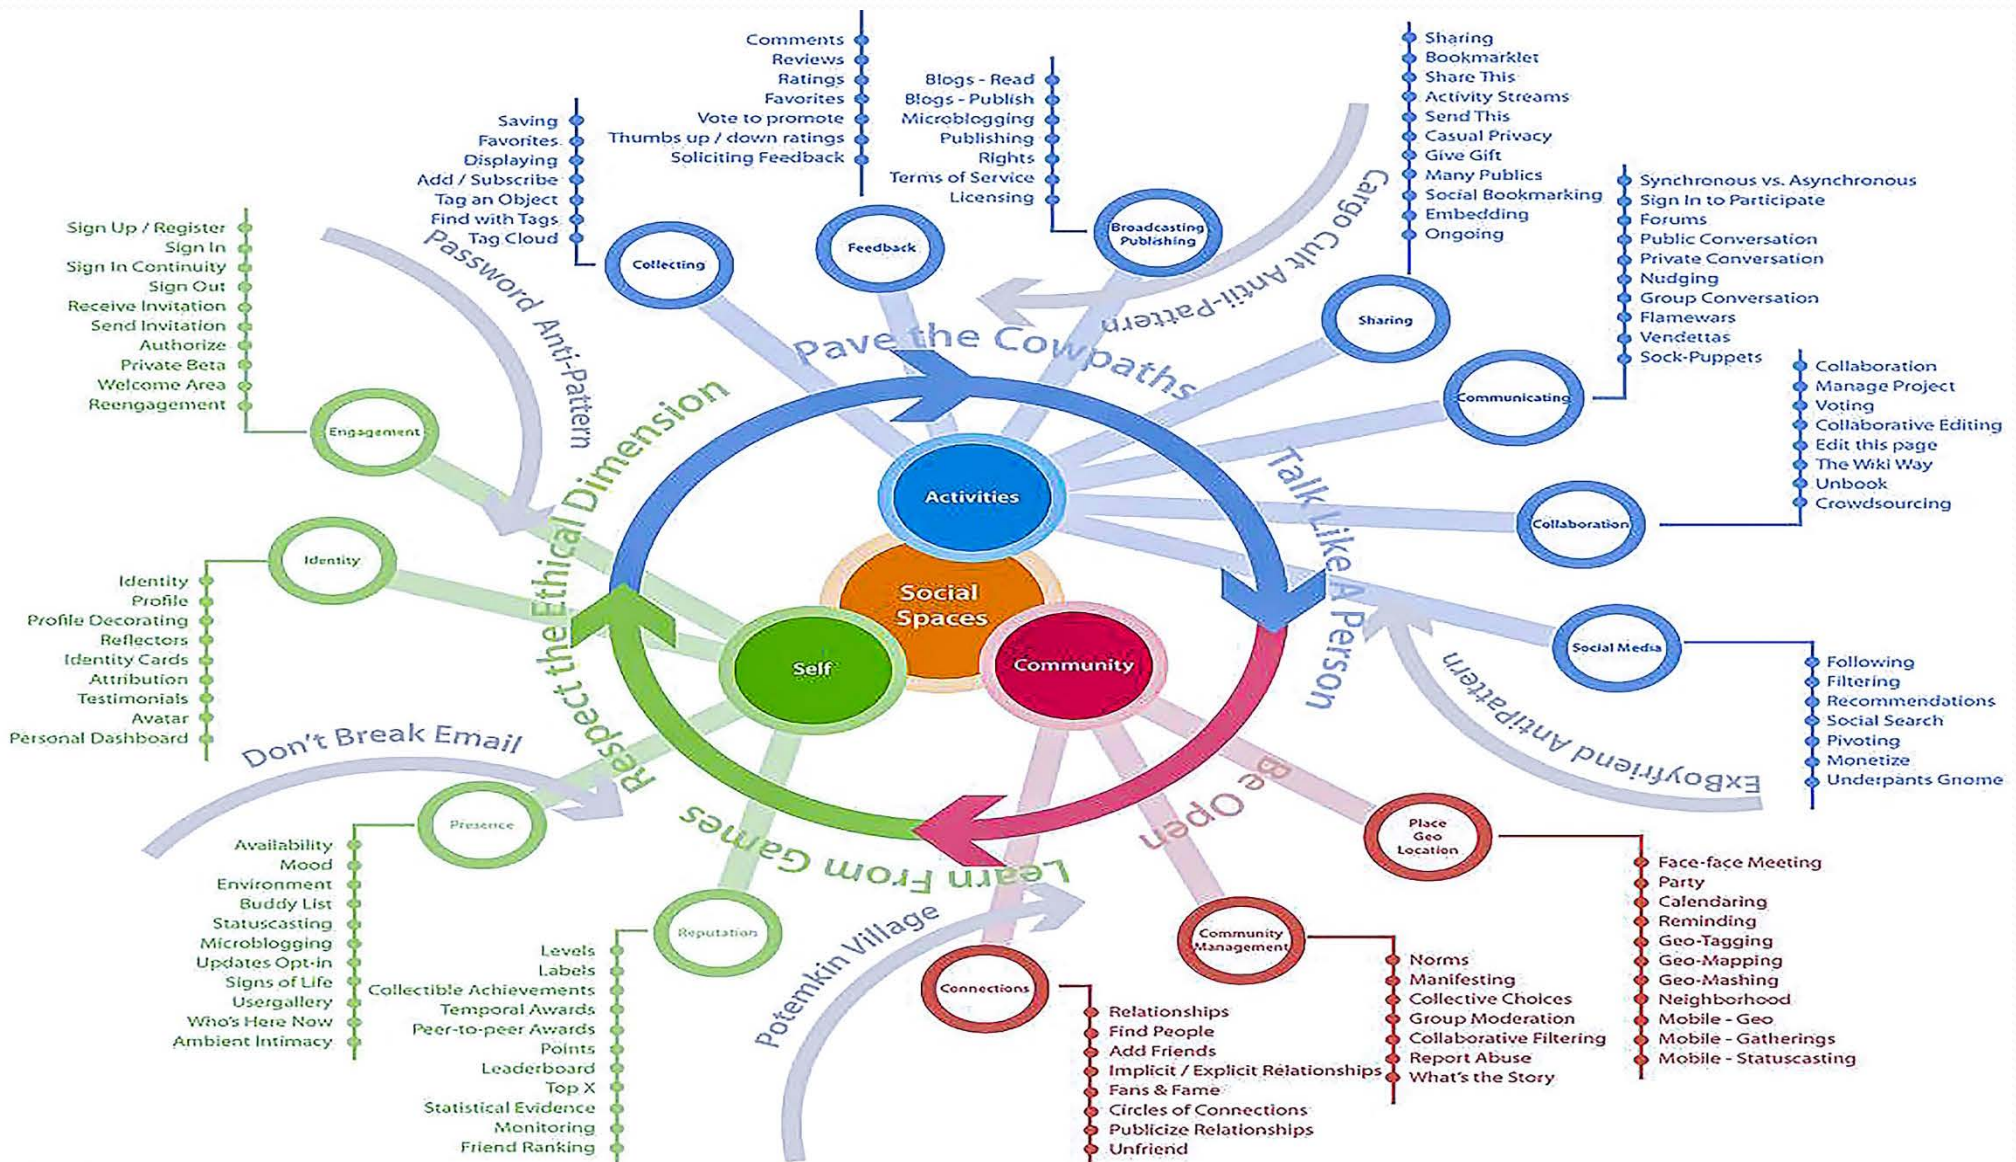 Comments
Reviews
Ratings
Favorites
Vote to promote
Thumbs up / down ratings
Soliciting Feedback
Feedback
Blogs - Read
Blogs - Publish
Microblogging
Publishing
Rights
Terms of Service
Licensing
Broadcasting
Publishing
Sharing
Bookmarklet
Share This
Activity Streams
Send This
Casual Privacy
Give Gift
Many Publics
Social Bookmarking
Embedding
Ongoing
Sharing
Saving
Favorites
Displaying
Add / Subscribe
Tag an Object
Find with Tags
Tag Cloud
Collecting
Synchronous vs. Asynchronous
Sign In to Participate
Forums
Public Conversation
Private Conversation
Nudging
Group Conversation
Flamewars
Vendettas
Sock-Puppets
Communicating
Sign Up / Register
Sign In
Sign In Continuity
Sign Out
Receive Invitation
Send Invitation
Authorize
Private Beta
Welcome Area
Reengagement
Engagement
Password Anti-Pattern
Cargo Cult Antii-Pattern
Pave the Cowpaths
Collaboration
Manage Project
Voting
Collaborative Editing
Edit this page
The Wiki Way
Unbook
Crowdsourcing
Collaboration
Respect the Ethical Dimension
Talk Like A Person
Activities
Social
Spaces
Self
Community
Identity
Identity
Profile
Profile Decorating
Reflectors
Identity Cards
Attribution
Testimonials
Avatar
Personal Dashboard
Social Media
Following
Filtering
Recommendations
Social Search
Pivoting
Monetize
Underpants Gnome
ExBoyfriend AntiPattern
Don't Break Email
Presence
Availability
Mood
Environment
Buddy List
Statuscasting
Microblogging
Updates Opt-in
Signs of Life
Usergallery
Who's Here Now
Ambient Intimacy
Learn From Games
Be Open
Place
Geo
Location
Face-face Meeting
Party
Calendaring
Reminding
Geo-Tagging
Geo-Mapping
Geo-Mashing
Neighborhood
Mobile - Geo
Mobile - Gatherings
Mobile - Statuscasting
Reputation
Levels
Labels
Collectible Achievements
Temporal Awards
Peer-to-peer Awards
Points
Leaderboard
Top X
Statistical Evidence
Monitoring
Friend Ranking
Potemkin Village
Connections
Relationships
Find People
Add Friends
Implicit / Explicit Relationships
Fans & Fame
Circles of Connections
Publicize Relationships
Unfriend
Community
Management
Norms
Manifesting
Collective Choices
Group Moderation
Collaborative Filtering
Report Abuse
What's the Story